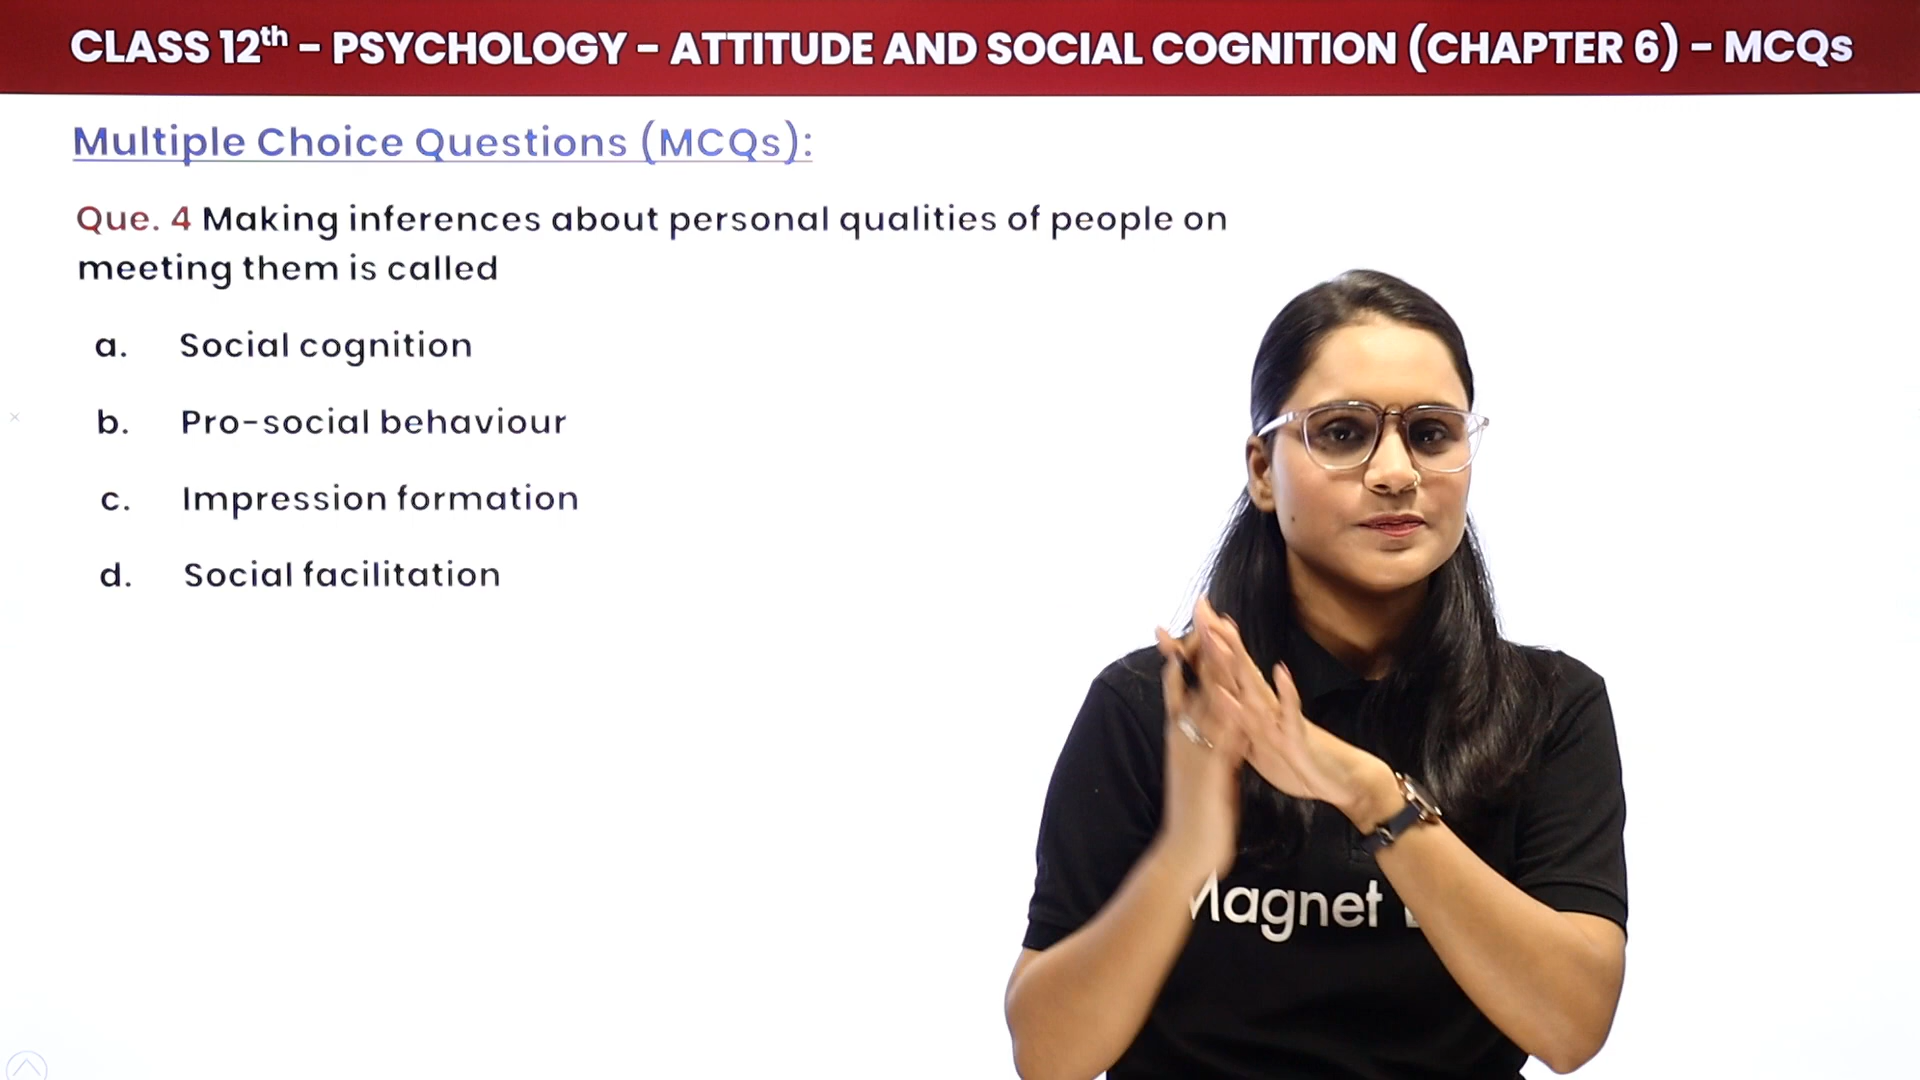 CLASS 12th - PSYCHOLOGY - ATTITUDE AND SOCIAL COGNITION (CHAPTER 6) - MCQs
Multiple Choice Questions (MCQs):
Que. 4 Making inferences about personal qualities of people on
meeting them is called
a. Social cognition
b. Pro-social behaviour
c. Impression formation
d. Social facilitation
Magnet